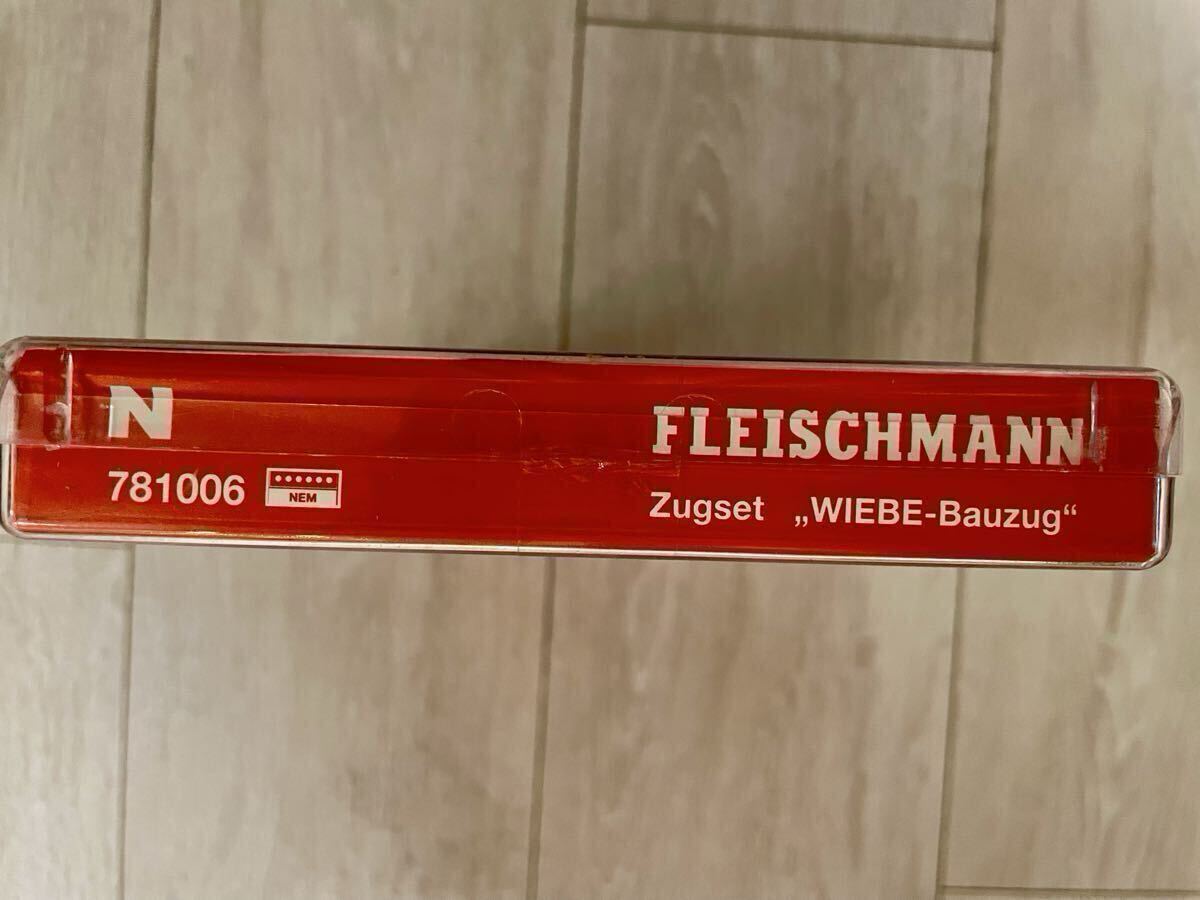 N
781006 NEM
FLEISCHMANN
Zugset „WIEBE-Bauzug“